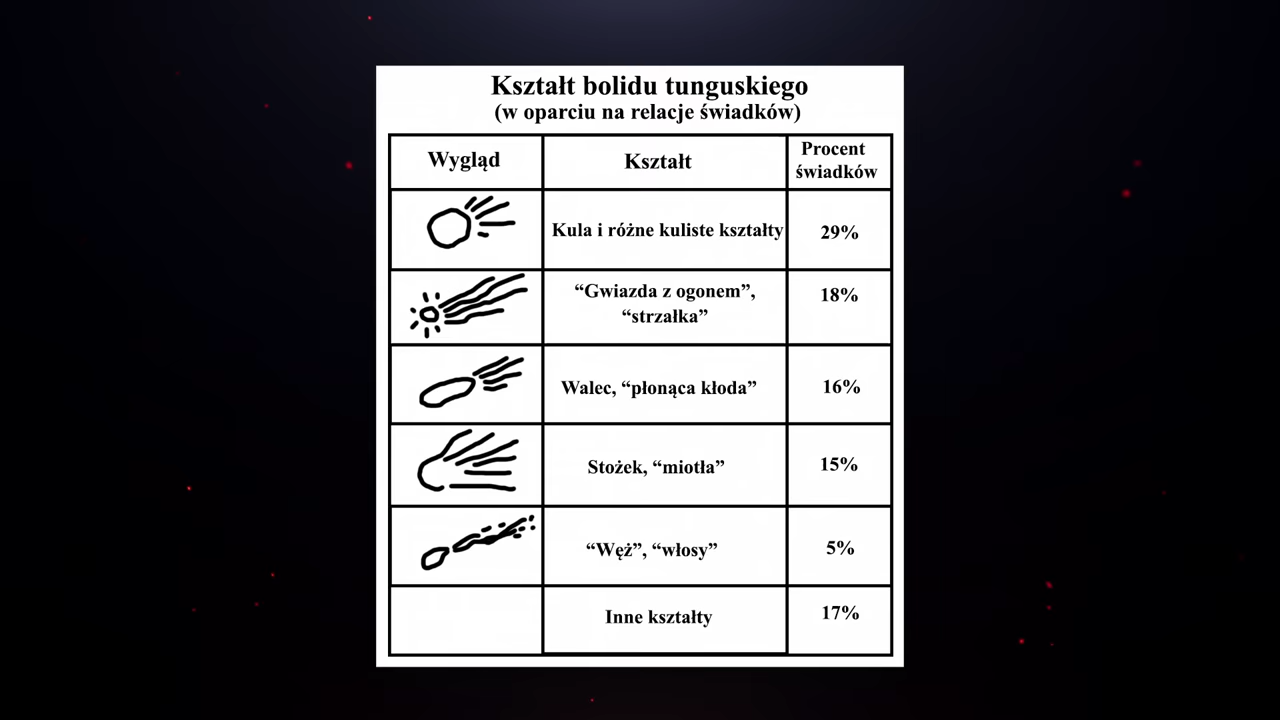 Kształt bolidu tunguskiego
(w oparciu na relacje świadków)
Wygląd
Kształt
Procent
świadków
Kula i różne kuliste kształty
29%
“Gwiazda z ogonem”,
“strzałka”
18%
Walec, “płonąca kłoda”
16%
Stożek, “miotła”
15%
“Węż”, “włosy”
5%
Inne kształty
17%